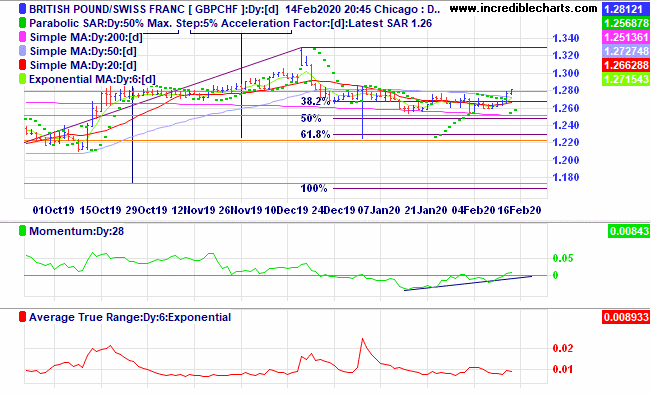 www.incrediblecharts.com
BRITISH POUND/SWISS FRANC [ GBPCHF ]:Dy:[d] 14Feb2020 20:45 Chicago : D.. 1.28121
Parabolic SAR:Dy:50% Max. Step:5% Acceleration Factor:[d]:Latest SAR 1.26 1.256878
Simple MA:Dy:200:[d] 1.251361
Simple MA:Dy:50:[d] 1.272748
Simple MA:Dy:20:[d] 1.266288
Exponential MA:Dy:6:[d] 1.271543
1.320
1.300
1.280
38.2%
1.260
50%
1.240
61.8%
1.220
1.200
1.180
100%
01Oct19 15Oct19 29Oct19 12Nov19 26Nov19 10Dec19 24Dec19 07Jan20 21Jan20 04Feb20 16Feb20
Momentum:Dy:28 0.00843
0.05
0
Average True Range:Dy:6:Exponential 0.008933
0.02
0.01